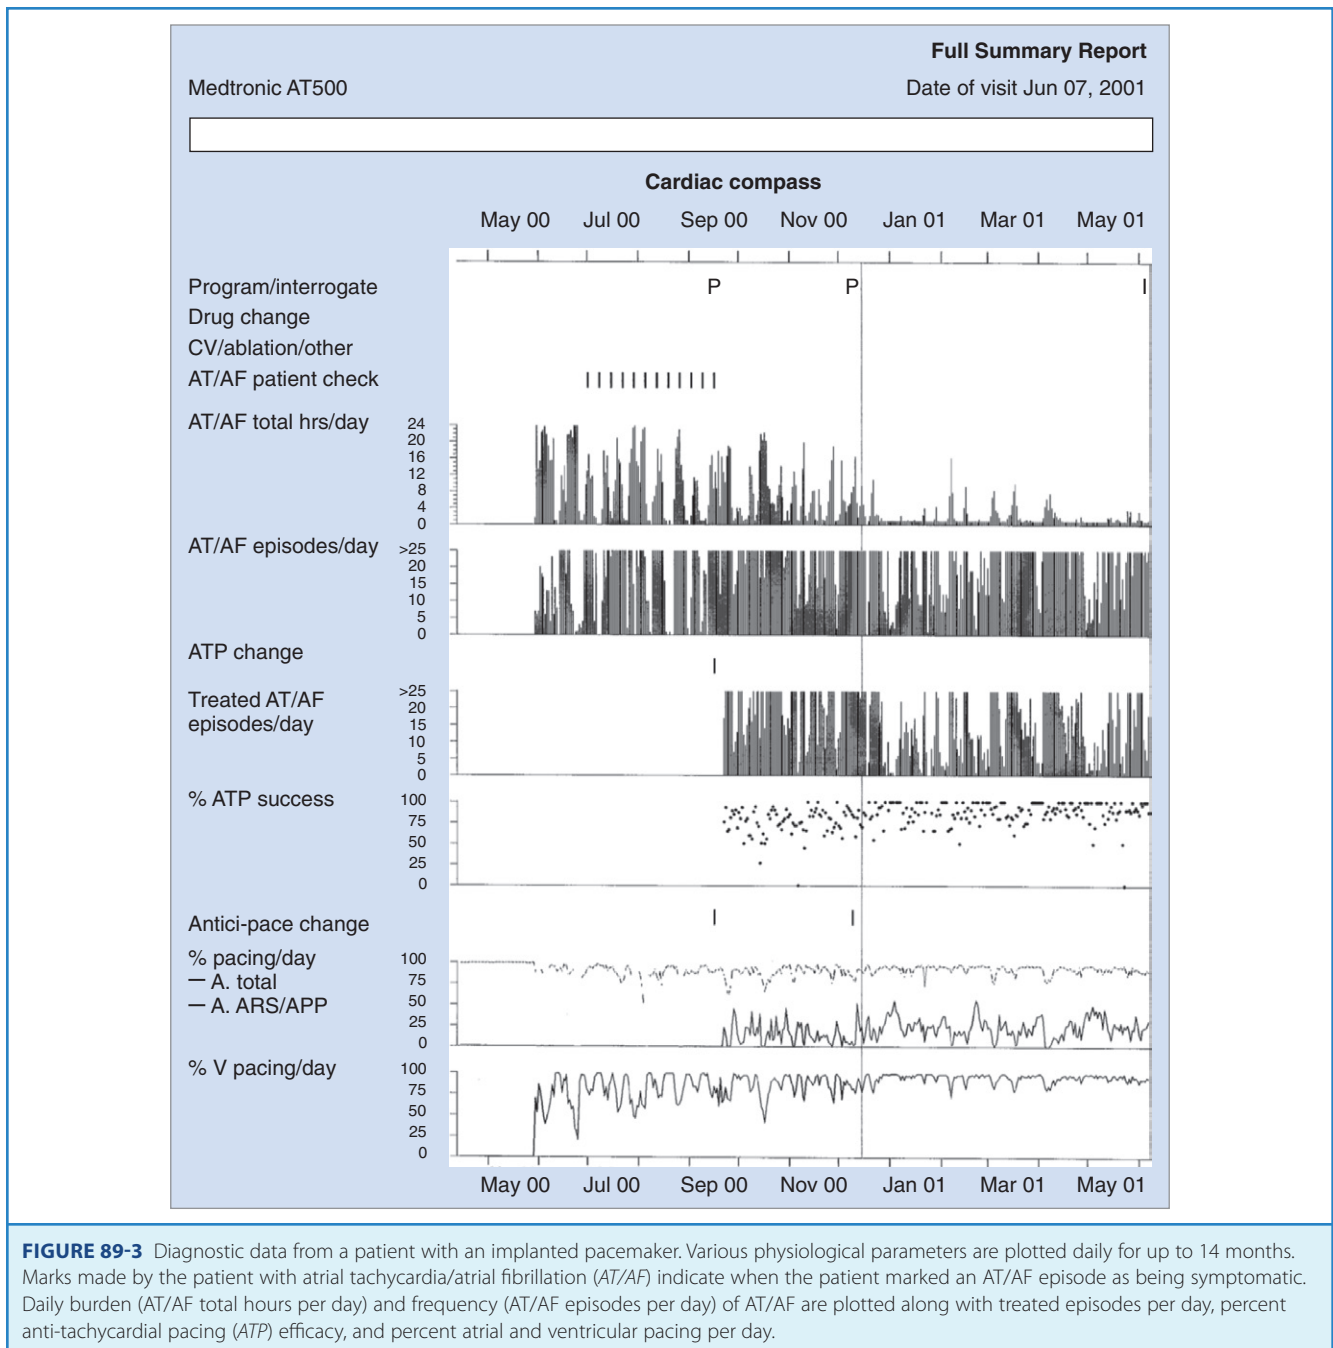 Full Summary Report
Medtronic AT500 Date of visit Jun 07, 2001
Cardiac compass
May 00 Jul 00 Sep 00 Nov 00 Jan 01 Mar 01 May 01
Program/interrogate P P I
Drug change
CV/ablation/other
AT/AF patient check
AT/AF total hrs/day 24
20
16
12
8
4
0
AT/AF episodes/day >25
20
15
10
5
0
ATP change
Treated AT/AF >25
episodes/day 20
15
10
5
0
% ATP success 100
75
50
25
0
Antici-pace change
% pacing/day 100
— A. total 75
— A. ARS/APP 50
25
0
% V pacing/day 100
75
50
25
0
May 00 Jul 00 Sep 00 Nov 00 Jan 01 Mar 01 May 01
FIGURE 89-3 Diagnostic data from a patient with an implanted pacemaker. Various physiological parameters are plotted daily for up to 14 months.
Marks made by the patient with atrial tachycardia/atrial fibrillation (AT/AF) indicate when the patient marked an AT/AF episode as being symptomatic.
Daily burden (AT/AF total hours per day) and frequency (AT/AF episodes per day) of AT/AF are plotted along with treated episodes per day, percent
anti-tachycardial pacing (ATP) efficacy, and percent atrial and ventricular pacing per day.